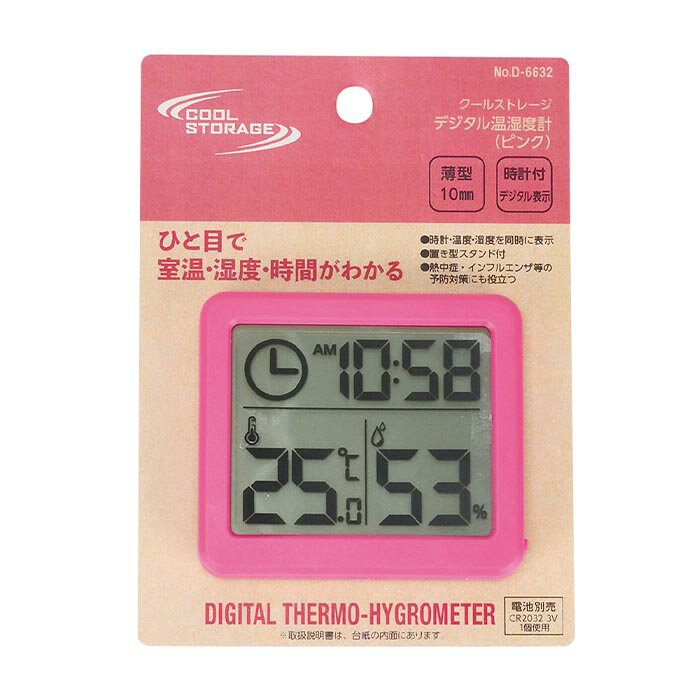 No.D-6632
COOL
STORAGE
クールストレージ
デジタル温湿度計
(ピンク)
薄型
10mm
時計付
デジタル表示
ひと目で
室温・湿度・時間がわかる
●時計・温度・湿度を同時に表示
●置き型スタンド付
●熱中症・インフルエンザ等の
予防対策にも役立つ
AM 10:58
25.0℃
53%
DIGITAL THERMO-HYGROMETER
※取扱説明書は、台紙の内面にあります。
電池別売
CR2032 3V
1個使用